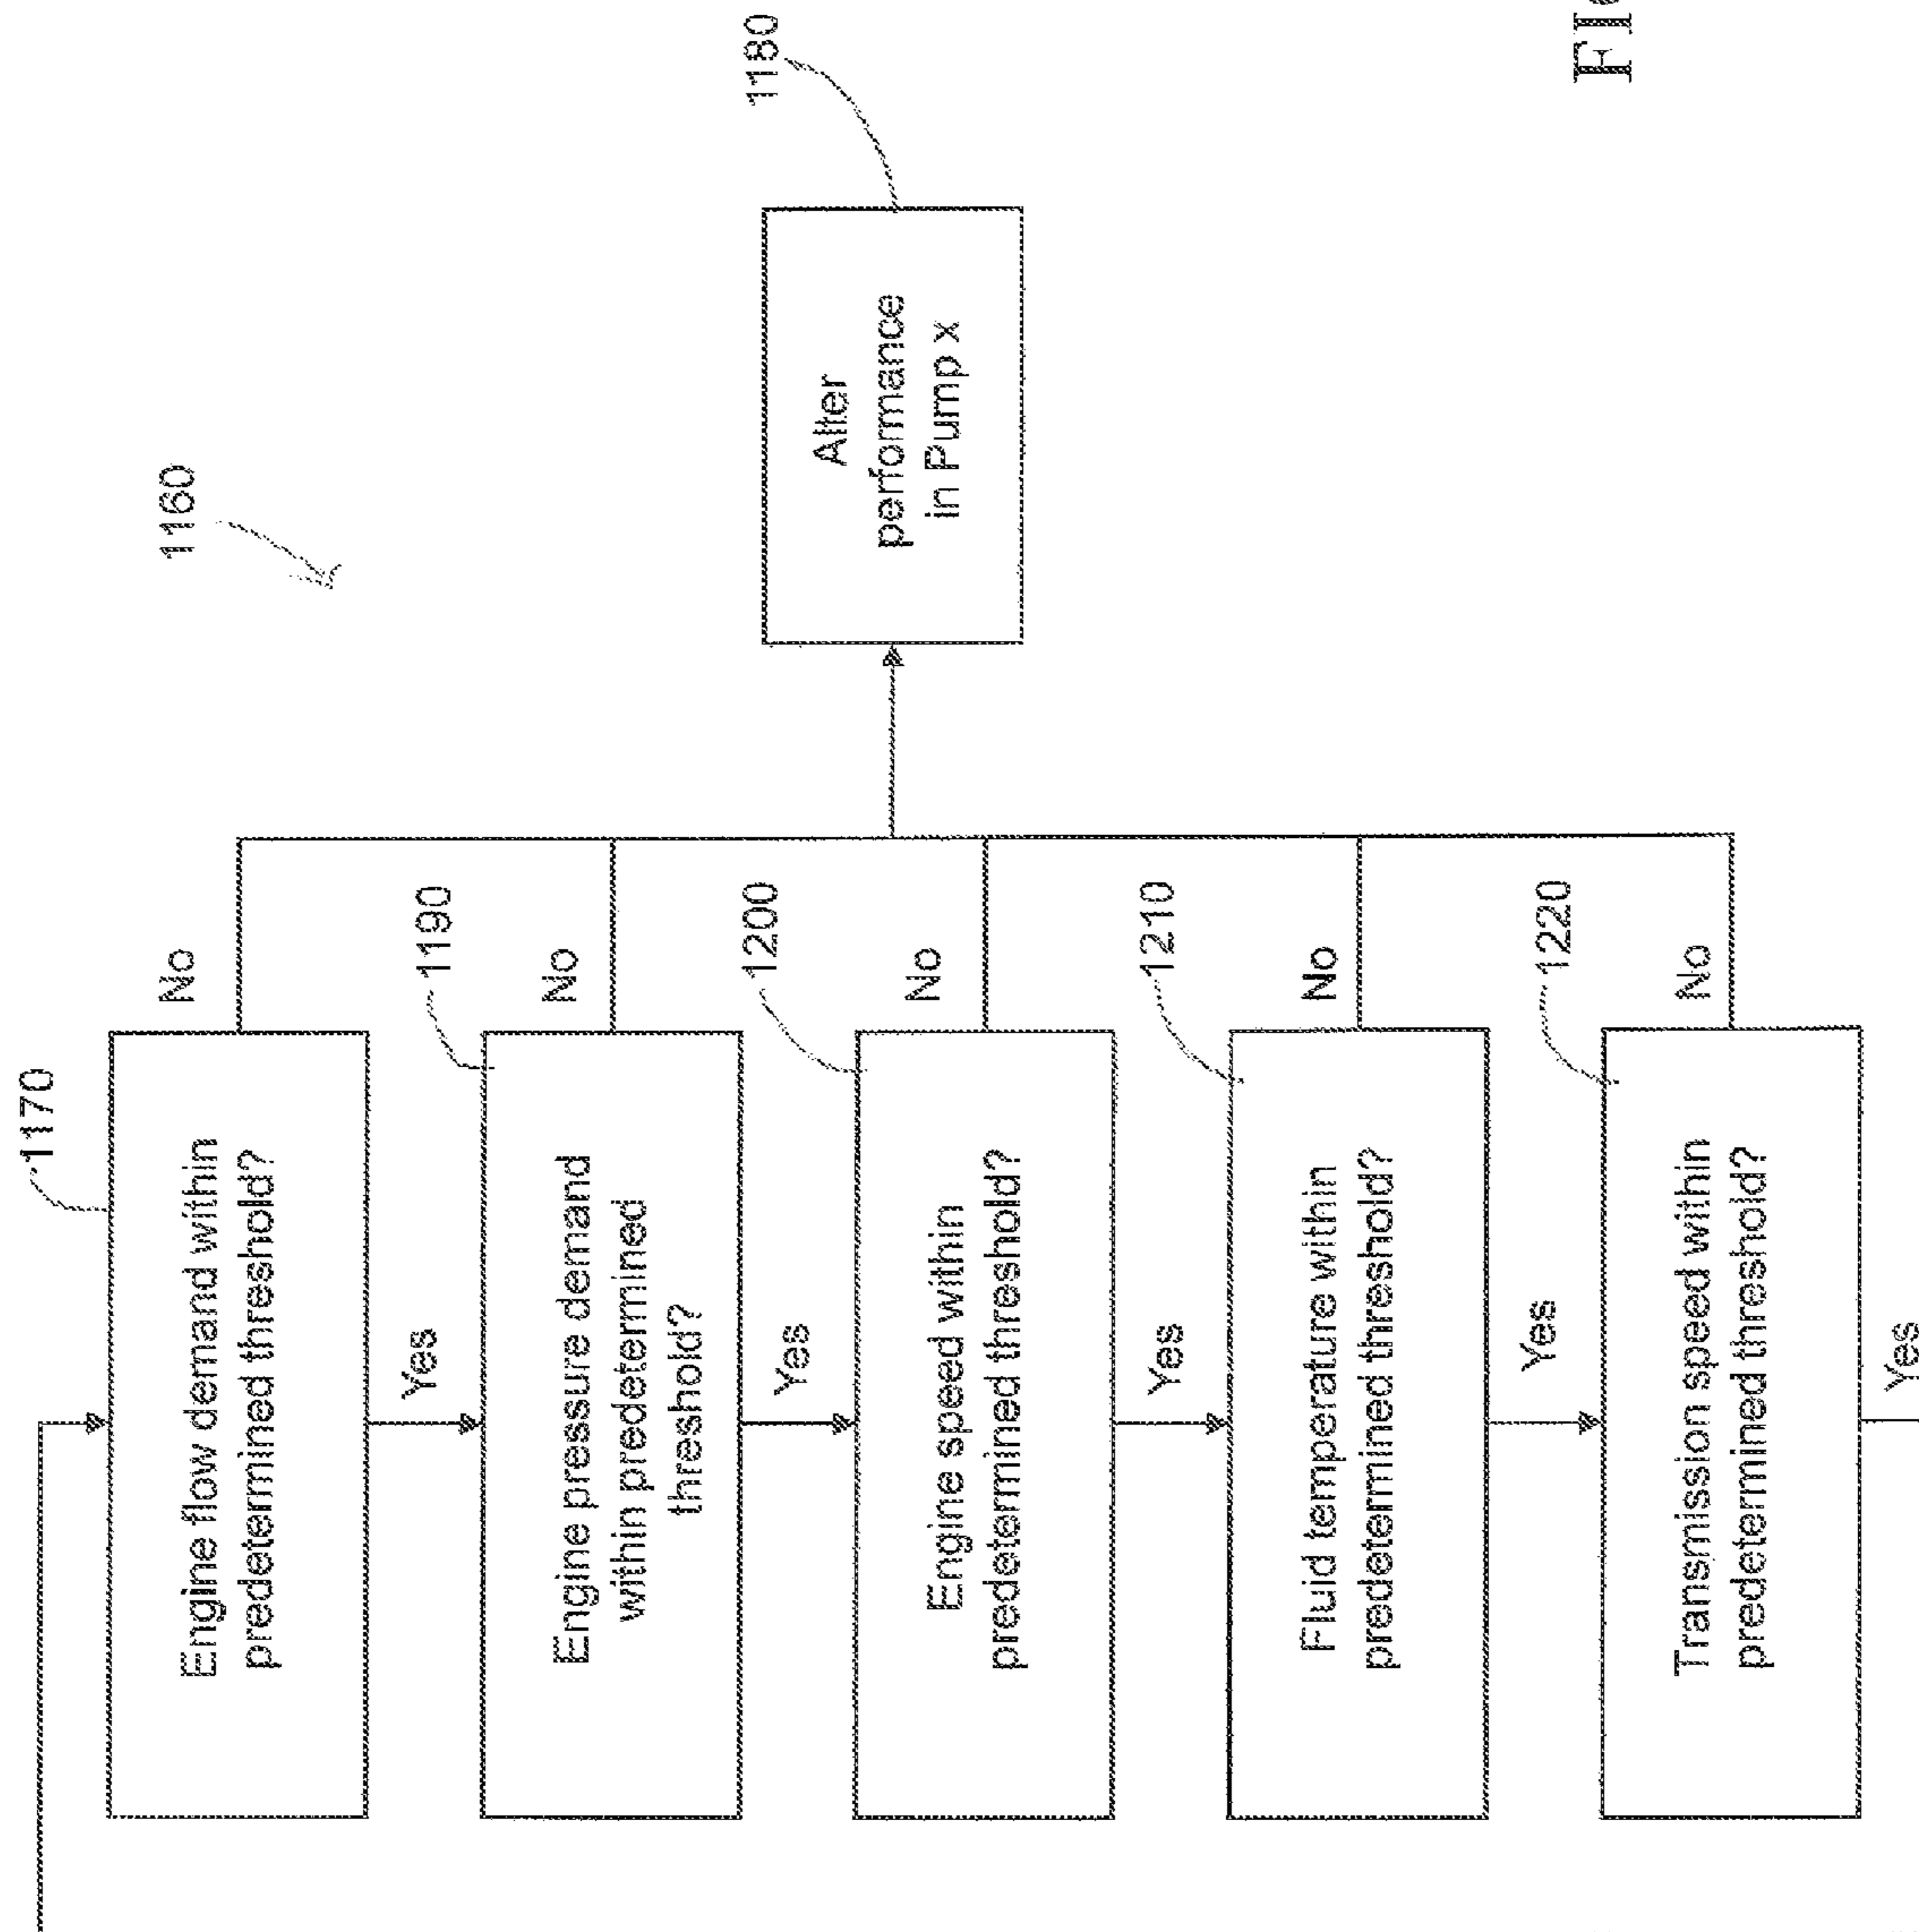 1160
1170
Engine flow demand within
predetermined threshold?
No
Yes
1190
Engine pressure demand
within predetermined
threshold?
No
Yes
1200
Engine speed within
predetermined threshold?
No
Yes
1210
Fluid temperature within
predetermined threshold?
No
Yes
1220
Transmission speed within
predetermined threshold?
No
Yes
1180
Alter
performance
in Pump x